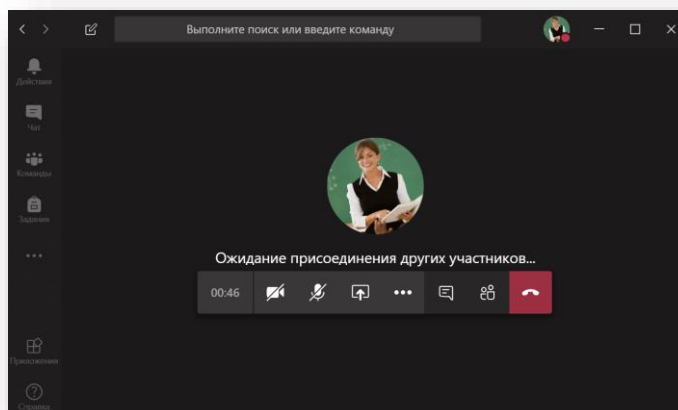 Выполните поиск или введите команду
Действия
Чат
Команды
Задания
Ожидание присоединения других участников...
00:46
Приложения
Справка